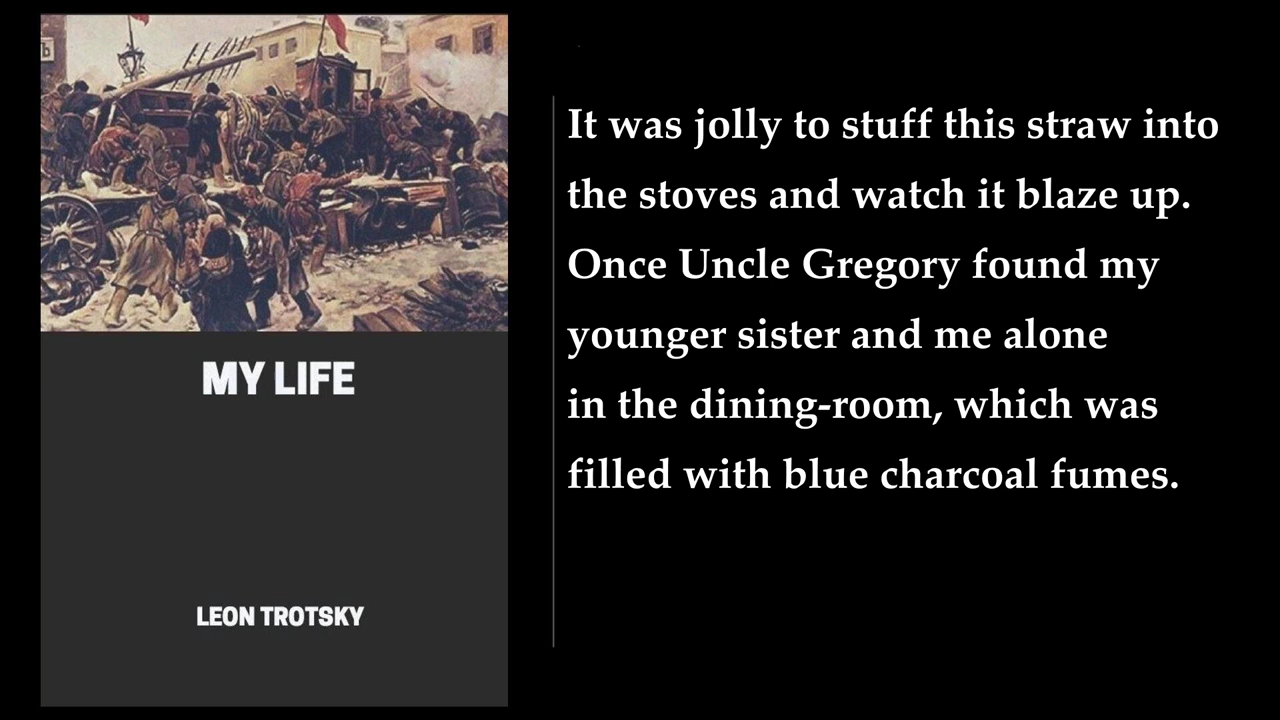 MY LIFE
LEON TROTSKY
It was jolly to stuff this straw into
the stoves and watch it blaze up.
Once Uncle Gregory found my
younger sister and me alone
in the dining-room, which was
filled with blue charcoal fumes.